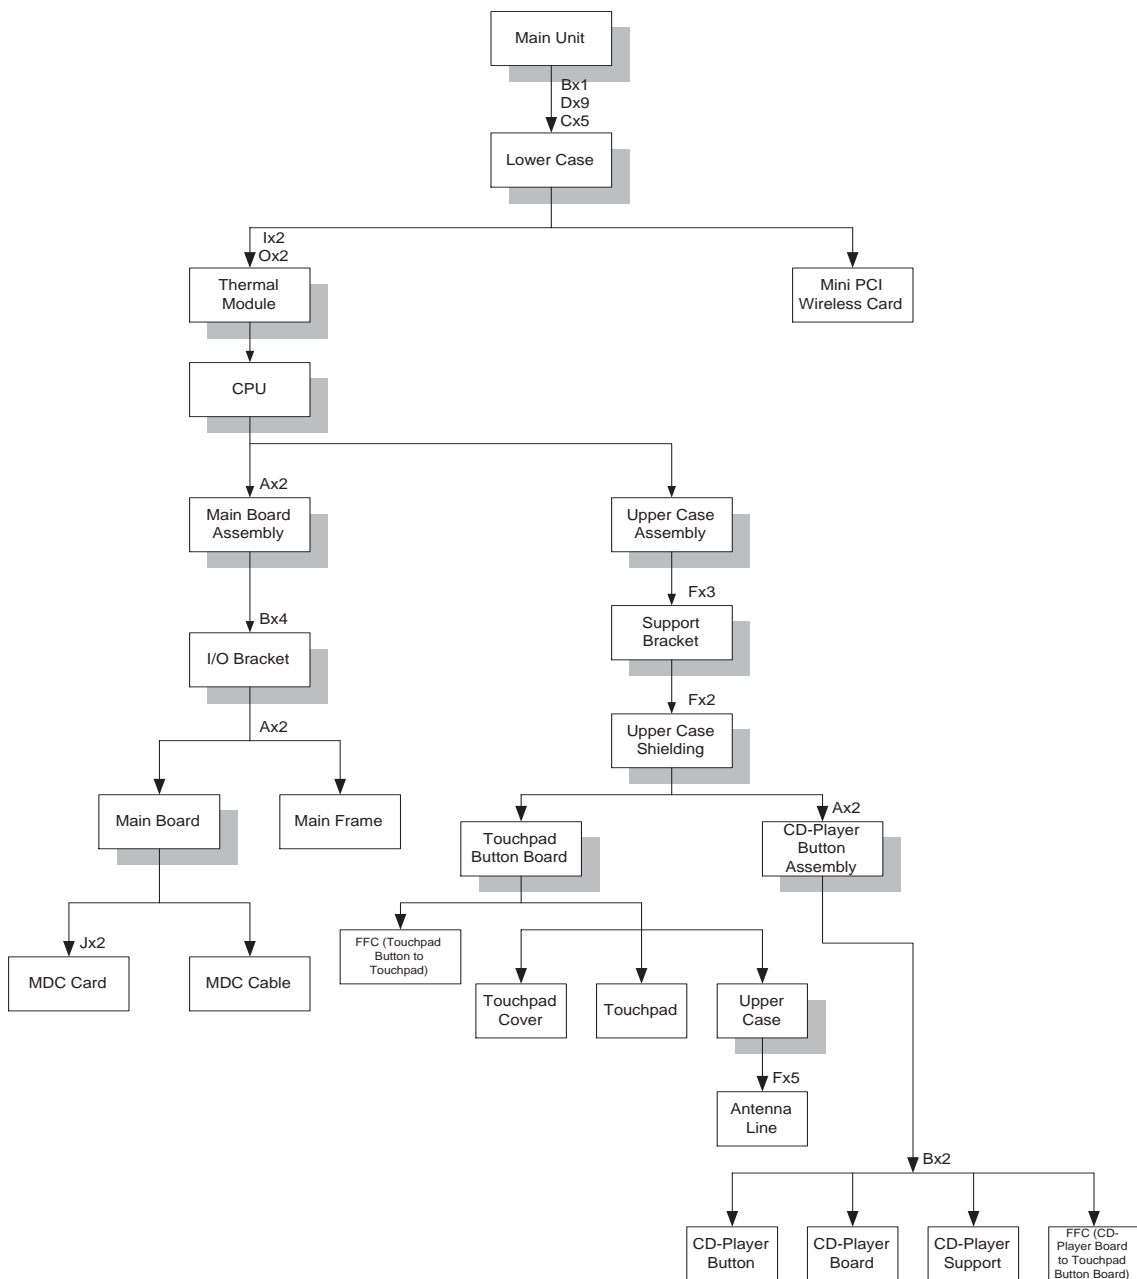 Main Unit
Bx1
Dx9
Cx5
Lower Case
Ix2
Ox2
Thermal
Module
Mini PCI
Wireless Card
CPU
Ax2
Main Board
Assembly
Upper Case
Assembly
Fx3
Bx4
Support
Bracket
I/O Bracket
Fx2
Ax2
Upper Case
Shielding
Main Board
Main Frame
Ax2
Touchpad
Button Board
CD-Player
Button
Assembly
Jx2
FFC (Touchpad
Button to
Touchpad)
MDC Card
MDC Cable
Touchpad
Cover
Touchpad
Upper
Case
Fx5
Antenna
Line
Bx2
CD-Player
Button
CD-Player
Board
CD-Player
Support
FFC (CD-
Player Board
to Touchpad
Button Board)